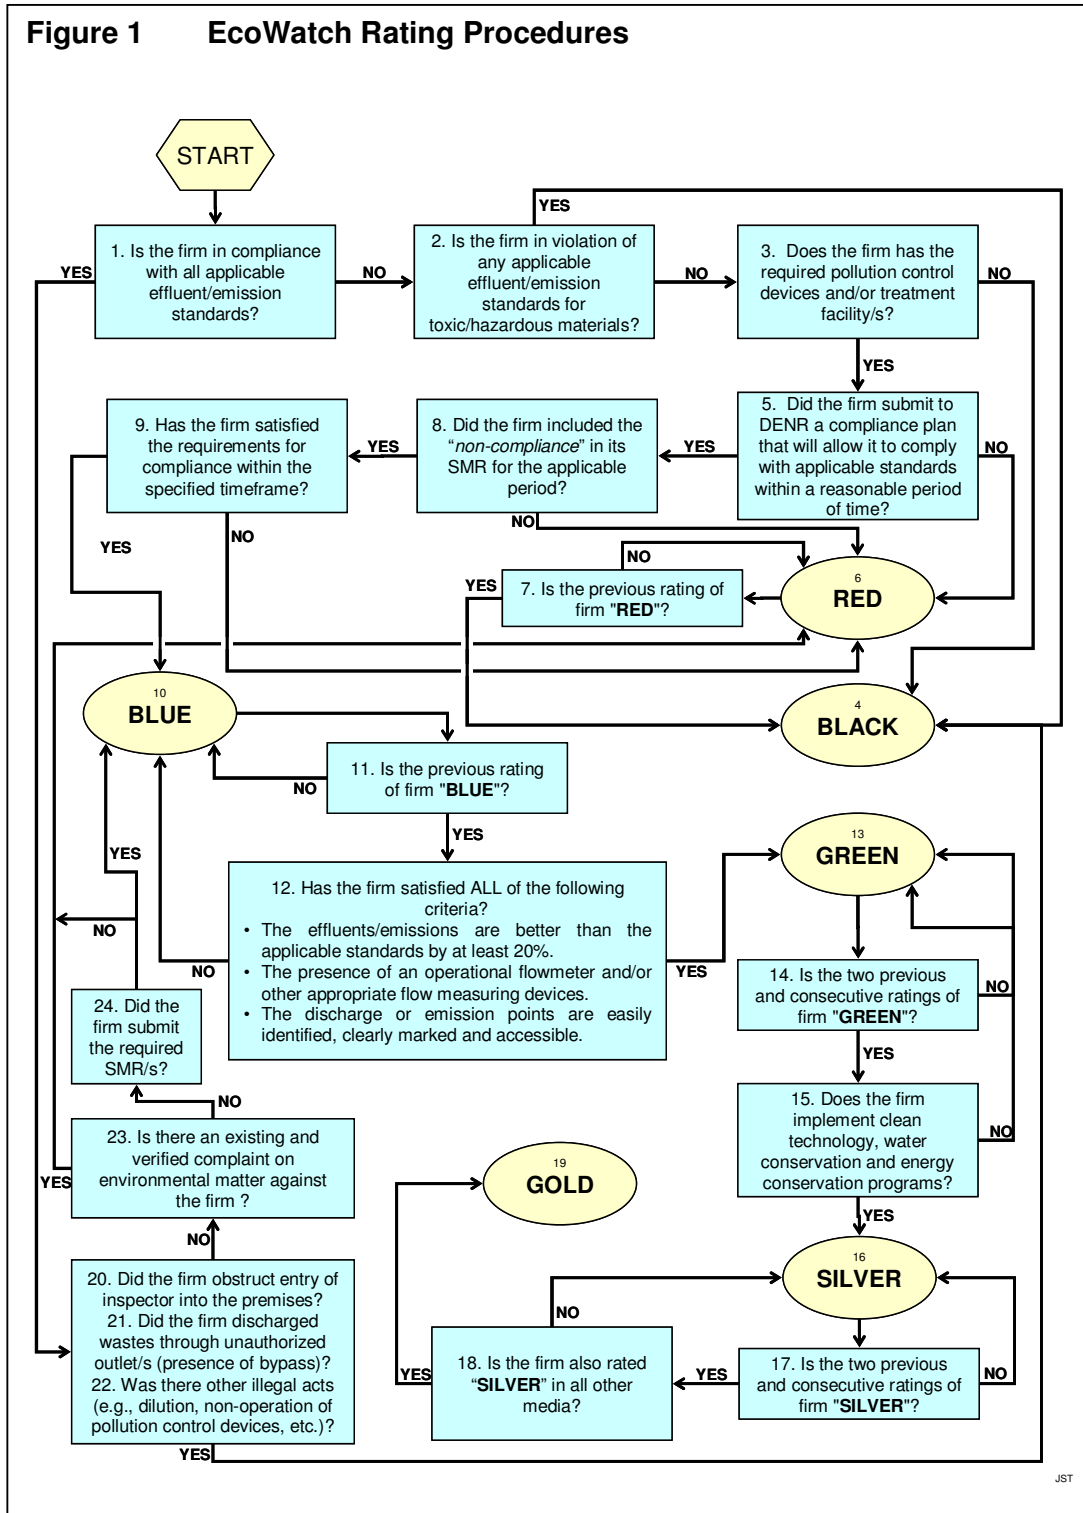 Figure 1 EcoWatch Rating Procedures
START
YES
1. Is the firm in compliance
with all applicable
effluent/emission
standards?
YES
NO
2. Is the firm in violation of
any applicable
effluent/emission
standards for
toxic/hazardous materials?
NO
3. Does the firm has the
required pollution control
devices and/or treatment
facility/s?
NO
YES
9. Has the firm satisfied
the requirements for
compliance within the
specified timeframe?
YES
8. Did the firm included the
“non-compliance” in its
SMR for the applicable
period?
YES
5. Did the firm submit to
DENR a compliance plan
that will allow it to comply
with applicable standards
within a reasonable period
of time?
NO
NO
NO
YES
NO
YES
7. Is the previous rating of
firm "RED"?
6
RED
10
BLUE
4
BLACK
11. Is the previous rating
of firm "BLUE"?
NO
YES
13
GREEN
YES
12. Has the firm satisfied ALL of the following
criteria?
• The effluents/emissions are better than the
applicable standards by at least 20%.
• The presence of an operational flowmeter and/or
other appropriate flow measuring devices.
• The discharge or emission points are easily
identified, clearly marked and accessible.
NO
NO
YES
14. Is the two previous
and consecutive ratings of
firm "GREEN"?
NO
24. Did the
firm submit
the required
SMR/s?
YES
NO
15. Does the firm
implement clean
technology, water
conservation and energy
conservation programs?
NO
23. Is there an existing and
verified complaint on
environmental matter against
the firm ?
YES
19
GOLD
YES
NO
16
SILVER
20. Did the firm obstruct entry of
inspector into the premises?
21. Did the firm discharged
wastes through unauthorized
outlet/s (presence of bypass)?
22. Was there other illegal acts
(e.g., dilution, non-operation of
pollution control devices, etc.)?
YES
NO
YES
18. Is the firm also rated
“SILVER” in all other
media?
YES
17. Is the two previous
and consecutive ratings of
firm "SILVER"?
NO
JST